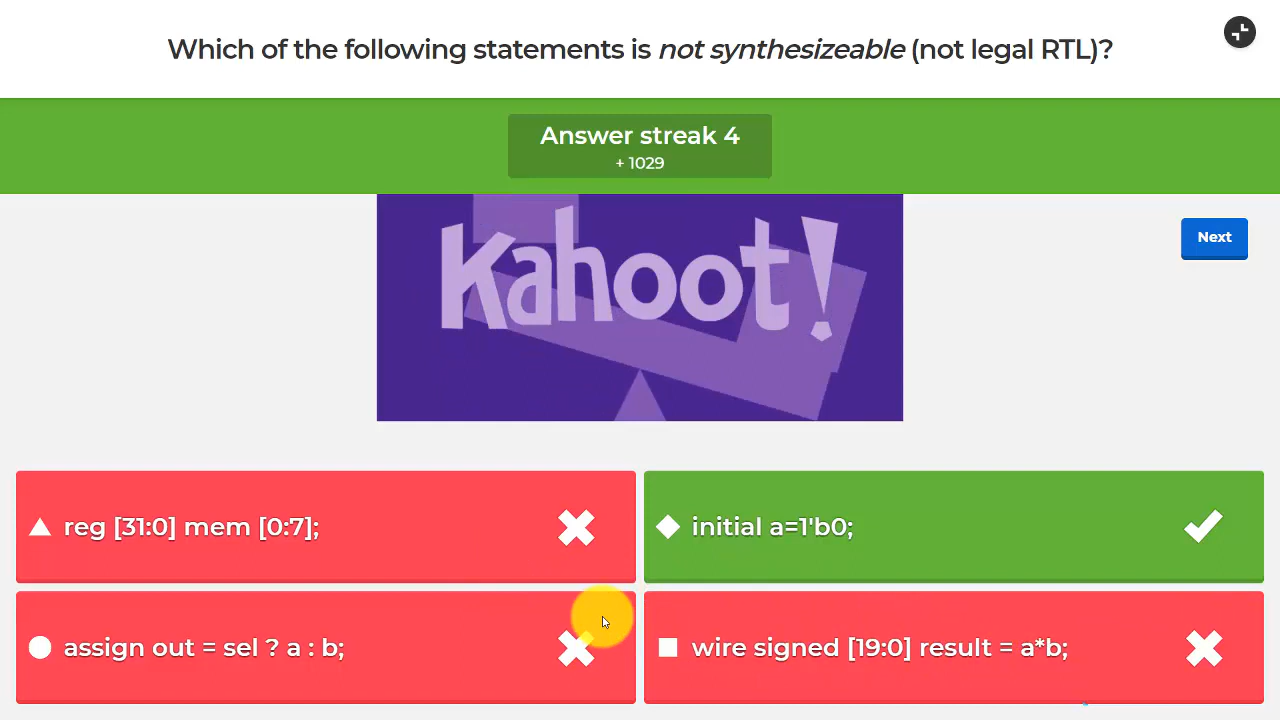 Which of the following statements is not synthesizeable (not legal RTL)?
Answer streak 4
+ 1029
Kahoot!
Next
reg [31:0] mem [0:7];
initial a=1'b0;
assign out = sel ? a : b;
wire signed [19:0] result = a*b;